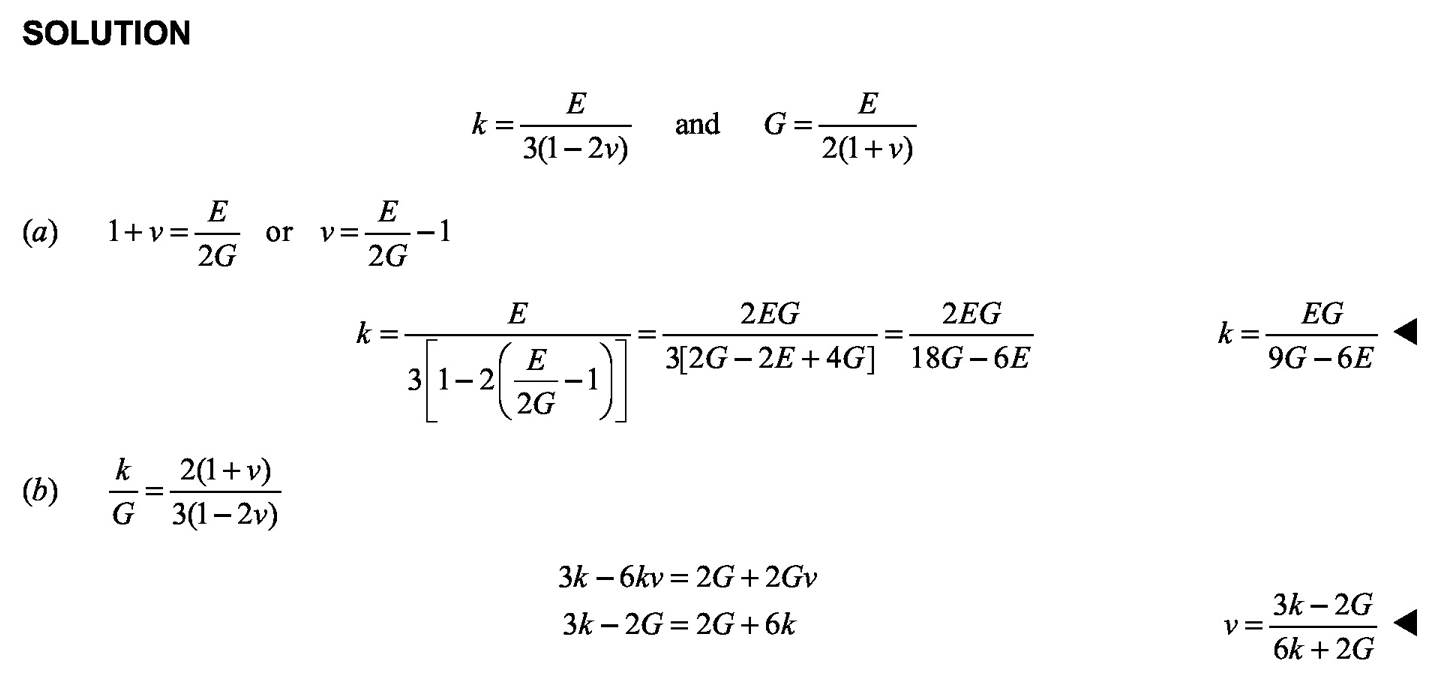 SOLUTION
k = E / 3(1 − 2v) and G = E / 2(1 + v)
(a) 1 + v = E / 2G or v = E / 2G − 1
k = E / 3[1 − 2(E / 2G − 1)] = 2EG / 3[2G − 2E + 4G] = 2EG / 18G − 6E k = EG / 9G − 6E ◄
(b) k / G = 2(1 + v) / 3(1 − 2v)
3k − 6kv = 2G + 2Gv
3k − 2G = 2G + 6k v = 3k − 2G / 6k + 2G ◄